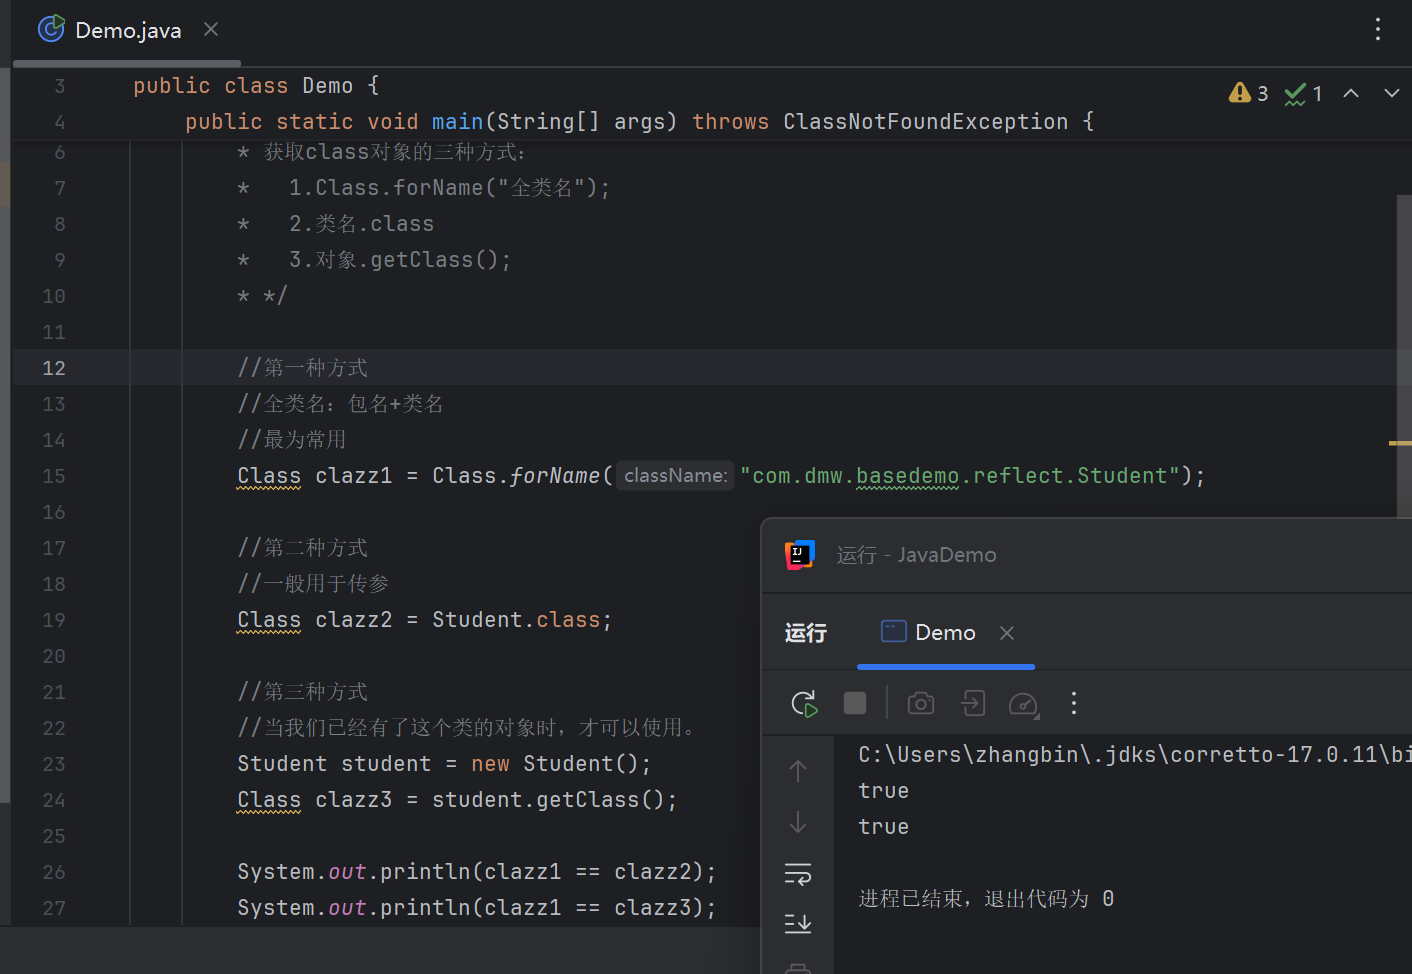 Demo.java
3 public class Demo {
3 1
4 public static void main(String[] args) throws ClassNotFoundException {
6 * 获取class对象的三种方式：
7 * 1.Class.forName("全类名");
8 * 2.类名.class
9 * 3.对象.getClass();
10 * */
11
12 //第一种方式
13 //全类名：包名+类名
14 //最为常用
15 Class clazz1 = Class.forName( className: "com.dmw.basedemo.reflect.Student");
16
17 //第二种方式
18 //一般用于传参
19 Class clazz2 = Student.class;
20
21 //第三种方式
22 //当我们已经有了这个类的对象时，才可以使用。
23 Student student = new Student();
24 Class clazz3 = student.getClass();
25
26 System.out.println(clazz1 == clazz2);
27 System.out.println(clazz1 == clazz3);
IJ 运行 - JavaDemo
运行 Demo
C:\Users\zhangbin\.jdks\corretto-17.0.11\bi
true
true
进程已结束，退出代码为 0